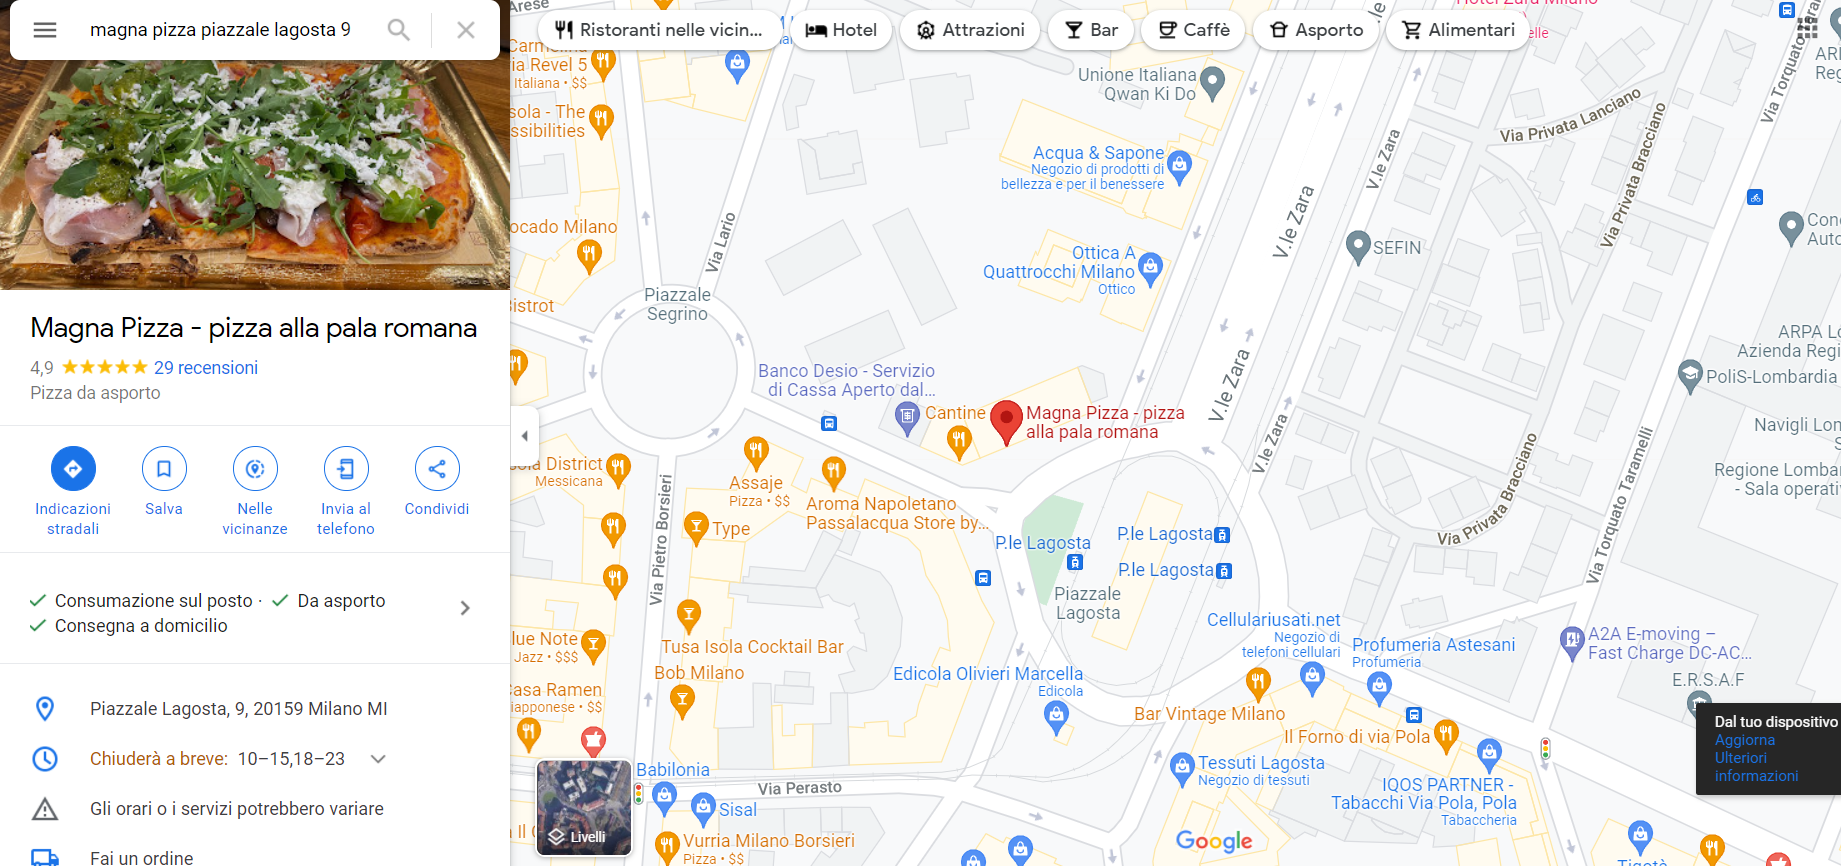 magna pizza piazzale lagosta 9
Ristoranti nelle vicin...
Hotel
Attrazioni
Bar
Caffè
Asporto
Alimentari
Magna Pizza - pizza alla pala romana
4,9
29 recensioni
Pizza da asporto
Indicazioni
stradali
Salva
Nelle
vicinanze
Invia al
telefono
Condividi
Consumazione sul posto · Da asporto
Consegna a domicilio
Piazzale Lagosta, 9, 20159 Milano MI
Chiuderà a breve: 10–15,18–23
Gli orari o i servizi potrebbero variare
Fai un ordine
Arese
ia Revel 5
Italiana • $$
sola - The
ssibilities
ocado Milano
Bistrot
Via Lario
Piazzale
Segrino
Unione Italiana
Qwan Ki Do
Acqua & Sapone
Negozio di prodotti di
bellezza e per il benessere
Ottica A
Quattrocchi Milano
Ottico
V.le Zara
V.le Zara
V.le Zara
V.le Zara
SEFIN
Via Privata Lanciano
Via Privata Bracciano
Via Torquato
ARPA Lo
Azienda Regi
PoliS-Lombardia
Navigli Lom
Regione Lombar
- Sala operativ
Banco Desio - Servizio
di Cassa Aperto dal...
Cantine
Magna Pizza - pizza
alla pala romana
District
Messicana
Assaje
Pizza • $$
Aroma Napoletano
Passalacqua Store by...
Type
Via Pietro Borsieri
P.le Lagosta
P.le Lagosta
P.le Lagosta
Piazzale
Lagosta
Via Privata Bracciano
Via Torquato Taramelli
lue Note
Jazz • $$$
Tusa Isola Cocktail Bar
Bob Milano
Casa Ramen
iapponese • $$
Edicola Olivieri Marcella
Edicola
Cellulariusati.net
Negozio di
telefoni cellulari
Profumeria Astesani
Profumeria
A2A E-moving –
Fast Charge DC-AC...
E.R.S.A.F
Bar Vintage Milano
Il Forno di via Pola
Dal tuo dispositivo
Aggiorna
Ulteriori
informazioni
Babilonia
Via Perasto
Sisal
Tessuti Lagosta
Negozio di tessuti
IQOS PARTNER -
Tabacchi Via Pola, Pola
Tabaccheria
Livelli
Vurria Milano Borsieri
Pizza • $$
Google